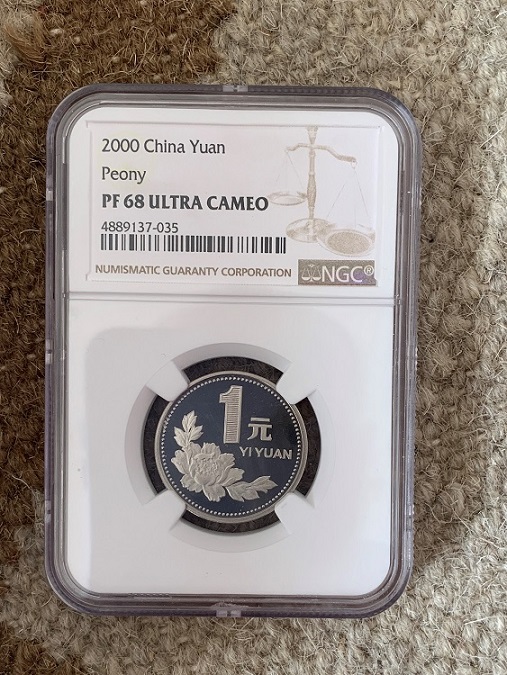 2000 China Yuan
Peony
PF 68 ULTRA CAMEO
4889137-035
NUMISMATIC GUARANTY CORPORATION NGC®
1
元
YI YUAN